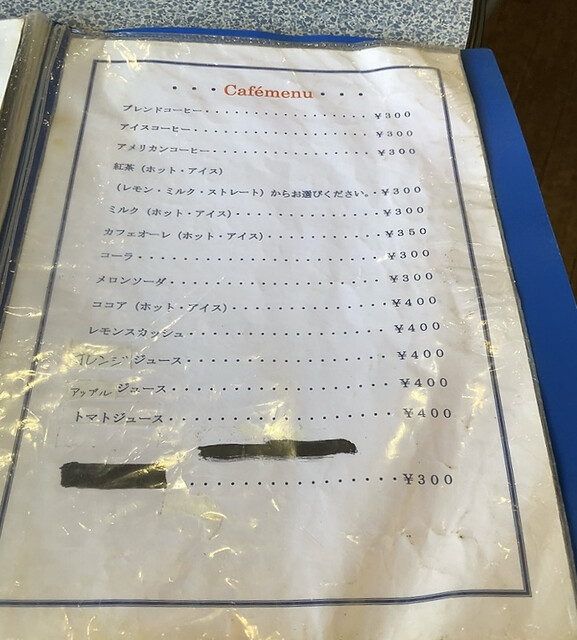 ・・・Cafémenu・・・
ブレンドコーヒー・・・・・・・・・・・・・・・・・¥300
アイスコーヒー・・・・・・・・・・・・・・・・・・¥300
アメリカンコーヒー・・・・・・・・・・・・・・・・¥300
紅茶（ホット・アイス）
（レモン・ミルク・ストレート）からお選びください。・¥300
ミルク（ホット・アイス）・・・・・・・・・・・・・¥300
カフェオーレ（ホット・アイス）・・・・・・・・・・¥350
コーラ・・・・・・・・・・・・・・・・・・・・・・¥300
メロンソーダ・・・・・・・・・・・・・・・・・・・¥300
ココア（ホット・アイス）・・・・・・・・・・・・・¥400
レモンスカッシュ・・・・・・・・・・・・・・・・・¥400
オレンジジュース・・・・・・・・・・・・・・・・・¥400
アップルジュース・・・・・・・・・・・・・・・・・¥400
トマトジュース・・・・・・・・・・・・・・・・・・¥400
・・・・・・・・・・・・・・・・・¥300